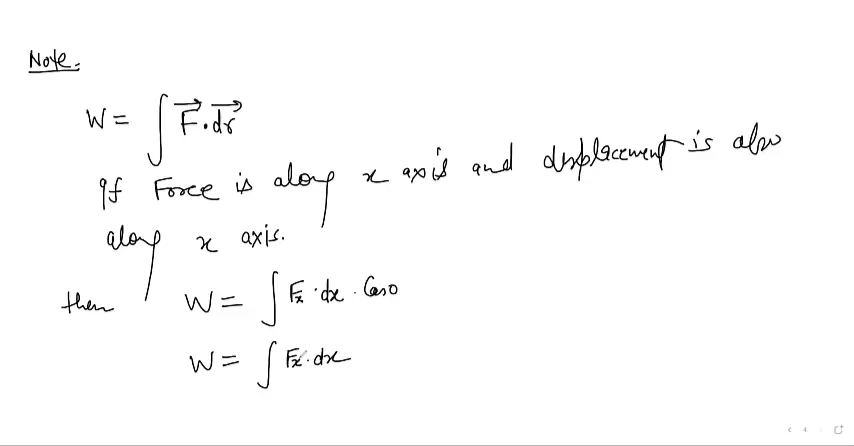 Note.
W = ∫ F⃗·dr⃗
If Force is along x axis and displacement is also
along x axis.
then W = ∫ Fx·dx·Cos0
W = ∫ Fx·dx